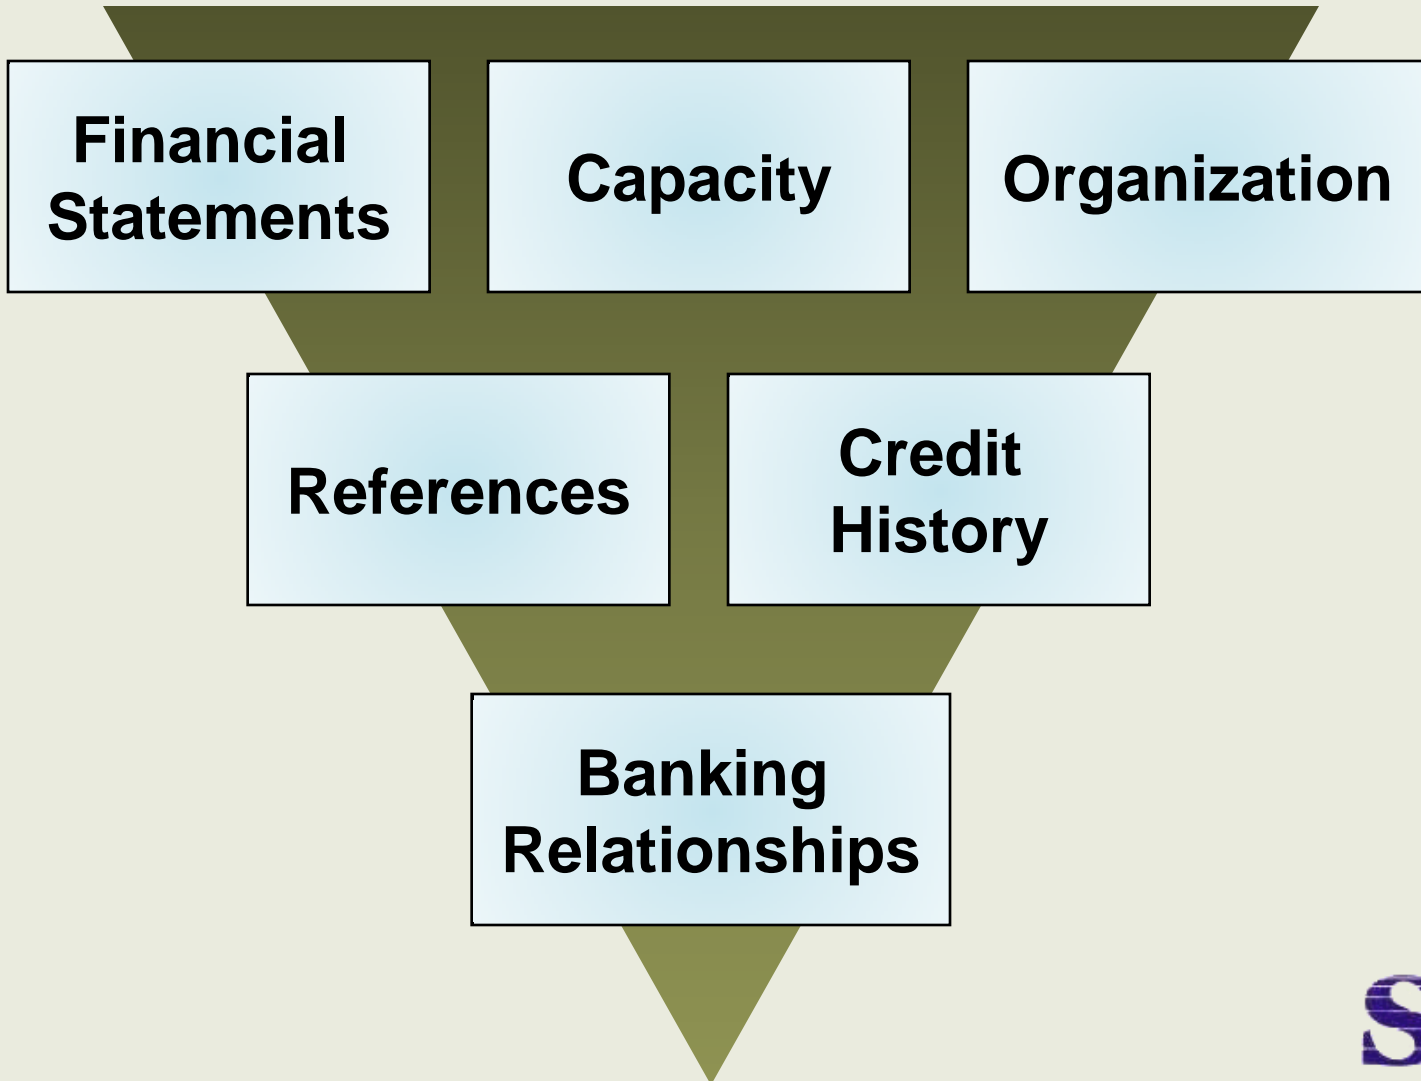 Financial
Statements
Capacity
Organization
References
Credit
History
Banking
Relationships
S